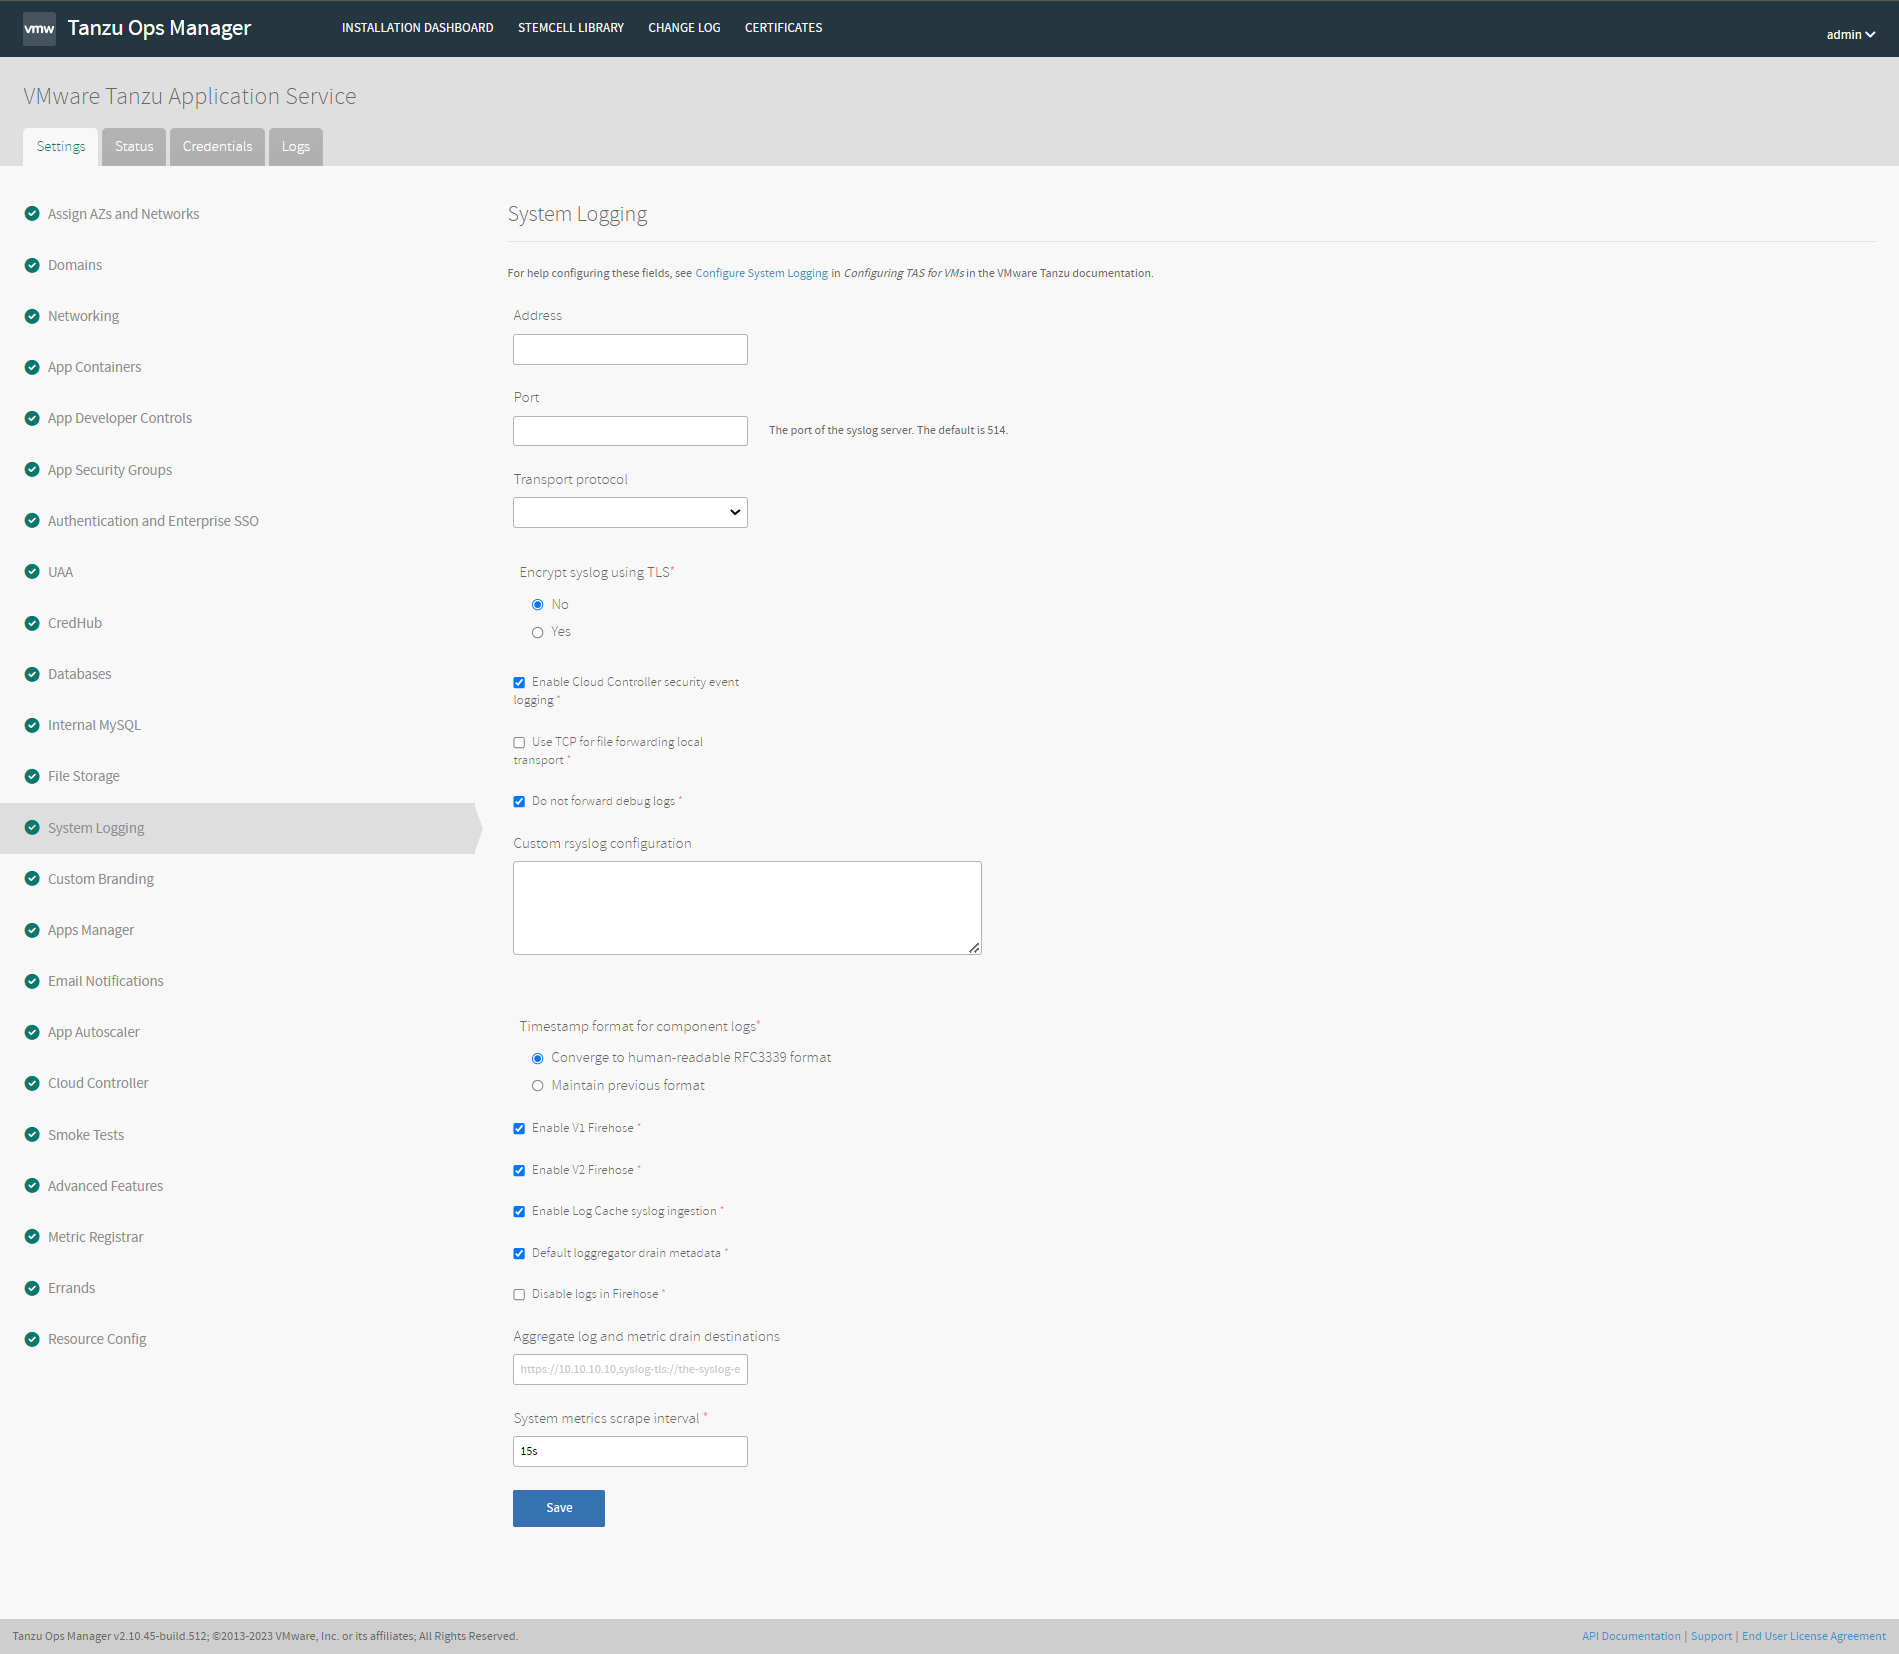 vmw Tanzu Ops Manager
INSTALLATION DASHBOARD
STEMCELL LIBRARY
CHANGE LOG
CERTIFICATES
admin
VMware Tanzu Application Service
Settings
Status
Credentials
Logs
Assign AZs and Networks
Domains
Networking
App Containers
App Developer Controls
App Security Groups
Authentication and Enterprise SSO
UAA
CredHub
Databases
Internal MySQL
File Storage
System Logging
Custom Branding
Apps Manager
Email Notifications
App Autoscaler
Cloud Controller
Smoke Tests
Advanced Features
Metric Registrar
Errands
Resource Config
System Logging
For help configuring these fields, see Configure System Logging in Configuring TAS for VMs in the VMware Tanzu documentation.
Address
Port
The port of the syslog server. The default is 514.
Transport protocol
Encrypt syslog using TLS*
No
Yes
Enable Cloud Controller security event
logging *
Use TCP for file forwarding local
transport *
Do not forward debug logs *
Custom rsyslog configuration
Timestamp format for component logs*
Converge to human-readable RFC3339 format
Maintain previous format
Enable V1 Firehose *
Enable V2 Firehose *
Enable Log Cache syslog ingestion *
Default loggregator drain metadata *
Disable logs in Firehose *
Aggregate log and metric drain destinations
https://10.10.10.10,syslog-tls://the-syslog-e
System metrics scrape interval *
15s
Save
Tanzu Ops Manager v2.10.45-build.512; ©2013-2023 VMware, Inc. or its affiliates; All Rights Reserved.
API Documentation | Support | End User License Agreement